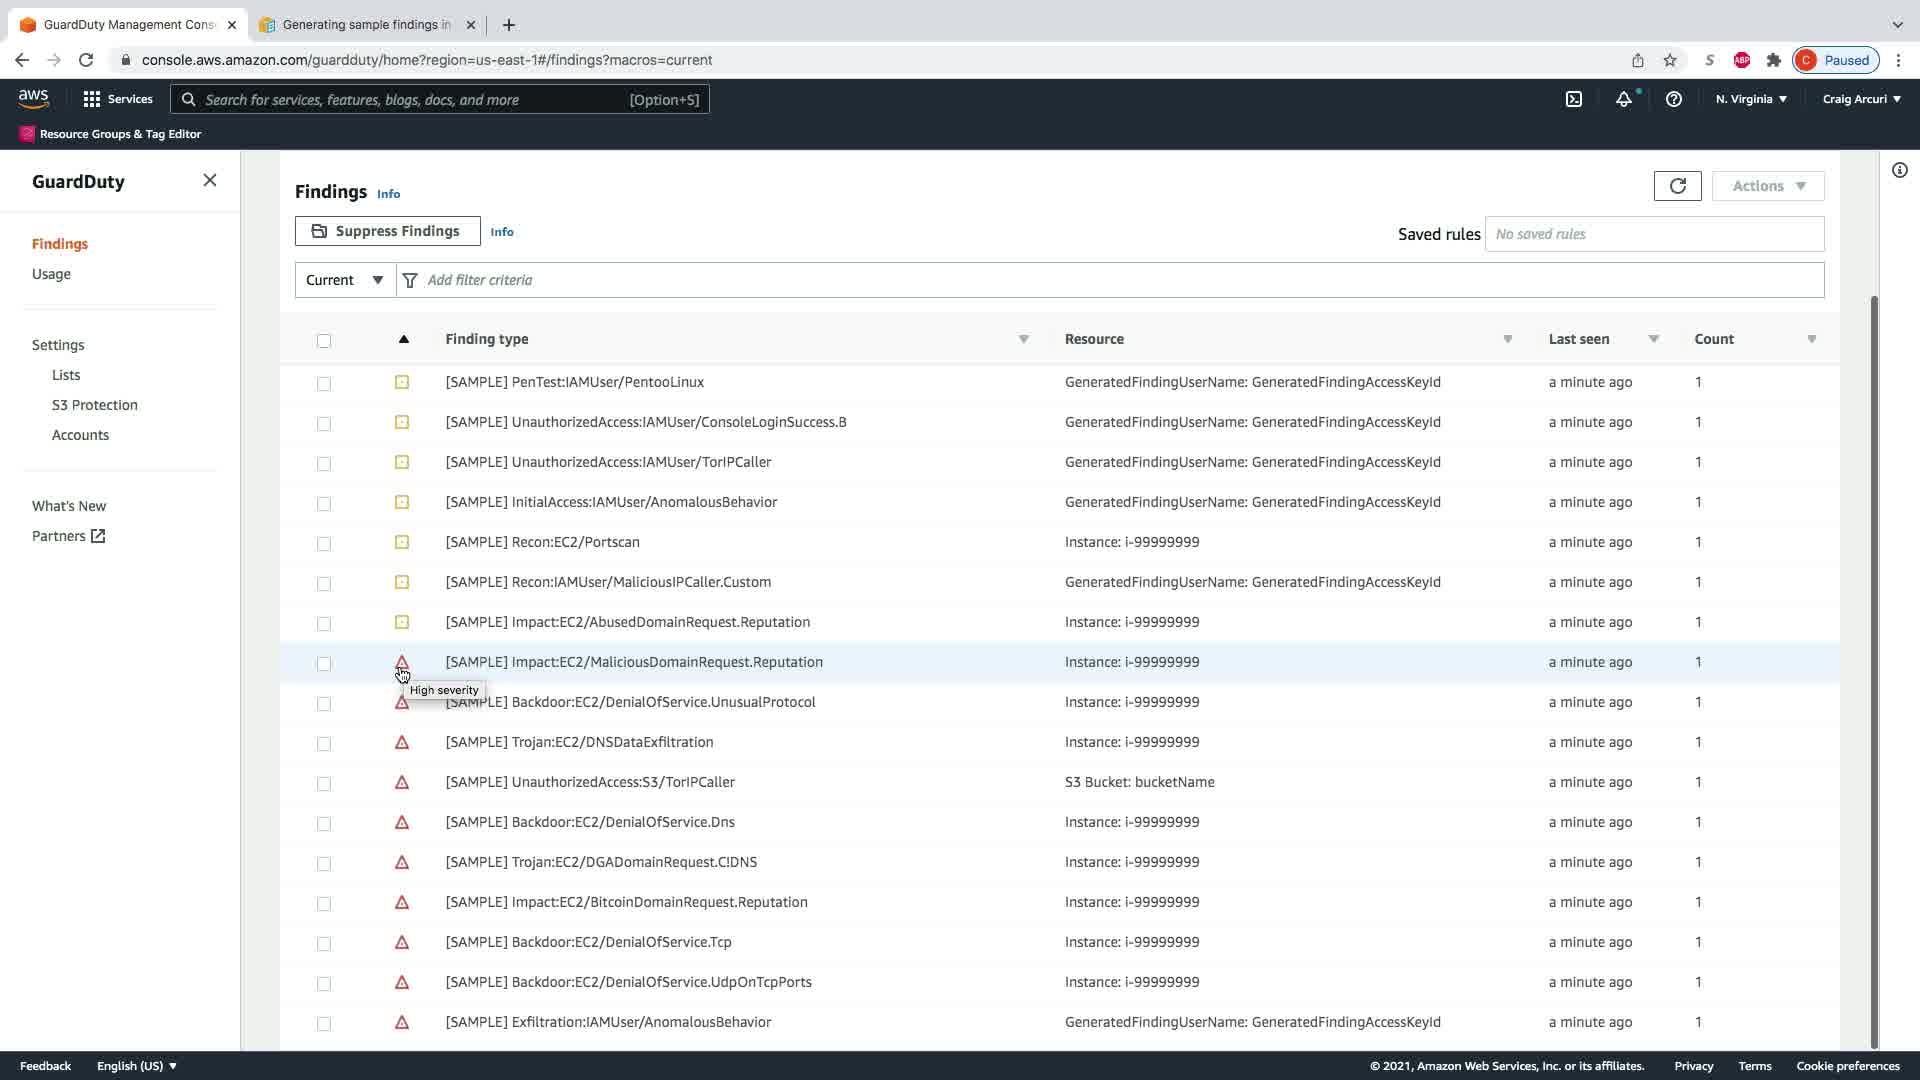 GuardDuty Management Cons
Generating sample findings in
console.aws.amazon.com/guardduty/home?region=us-east-1#/findings?macros=current
S
ABP
C
Paused
aws
Services
Search for services, features, blogs, docs, and more
[Option+S]
N. Virginia
Craig Arcuri
Resource Groups & Tag Editor
GuardDuty
Findings
Usage
Settings
Lists
S3 Protection
Accounts
What's New
Partners
Findings Info
Actions
Suppress Findings Info
Saved rules No saved rules
Current Add filter criteria
Finding type Resource Last seen Count
[SAMPLE] PenTest:IAMUser/PentooLinux GeneratedFindingUserName: GeneratedFindingAccessKeyId a minute ago 1
[SAMPLE] UnauthorizedAccess:IAMUser/ConsoleLoginSuccess.B GeneratedFindingUserName: GeneratedFindingAccessKeyId a minute ago 1
[SAMPLE] UnauthorizedAccess:IAMUser/TorIPCaller GeneratedFindingUserName: GeneratedFindingAccessKeyId a minute ago 1
[SAMPLE] InitialAccess:IAMUser/AnomalousBehavior GeneratedFindingUserName: GeneratedFindingAccessKeyId a minute ago 1
[SAMPLE] Recon:EC2/Portscan Instance: i-99999999 a minute ago 1
[SAMPLE] Recon:IAMUser/MaliciousIPCaller.Custom GeneratedFindingUserName: GeneratedFindingAccessKeyId a minute ago 1
[SAMPLE] Impact:EC2/AbusedDomainRequest.Reputation Instance: i-99999999 a minute ago 1
[SAMPLE] Impact:EC2/MaliciousDomainRequest.Reputation Instance: i-99999999 a minute ago 1
High severity
[SAMPLE] Backdoor:EC2/DenialOfService.UnusualProtocol Instance: i-99999999 a minute ago 1
[SAMPLE] Trojan:EC2/DNSDataExfiltration Instance: i-99999999 a minute ago 1
[SAMPLE] UnauthorizedAccess:S3/TorIPCaller S3 Bucket: bucketName a minute ago 1
[SAMPLE] Backdoor:EC2/DenialOfService.Dns Instance: i-99999999 a minute ago 1
[SAMPLE] Trojan:EC2/DGADomainRequest.C!DNS Instance: i-99999999 a minute ago 1
[SAMPLE] Impact:EC2/BitcoinDomainRequest.Reputation Instance: i-99999999 a minute ago 1
[SAMPLE] Backdoor:EC2/DenialOfService.Tcp Instance: i-99999999 a minute ago 1
[SAMPLE] Backdoor:EC2/DenialOfService.UdpOnTcpPorts Instance: i-99999999 a minute ago 1
[SAMPLE] Exfiltration:IAMUser/AnomalousBehavior GeneratedFindingUserName: GeneratedFindingAccessKeyId a minute ago 1
Feedback English (US) © 2021, Amazon Web Services, Inc. or its affiliates. Privacy Terms Cookie preferences